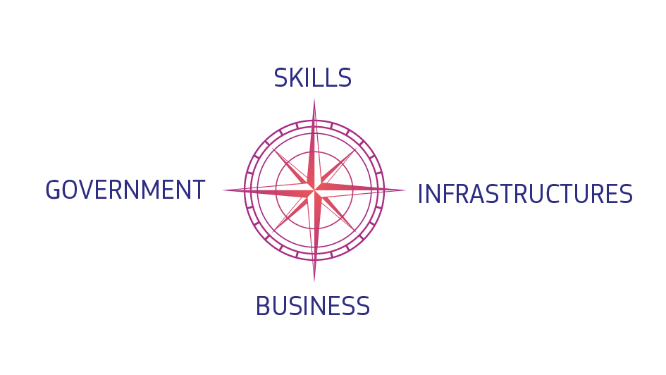 SKILLS
GOVERNMENT
INFRASTRUCTURES
BUSINESS